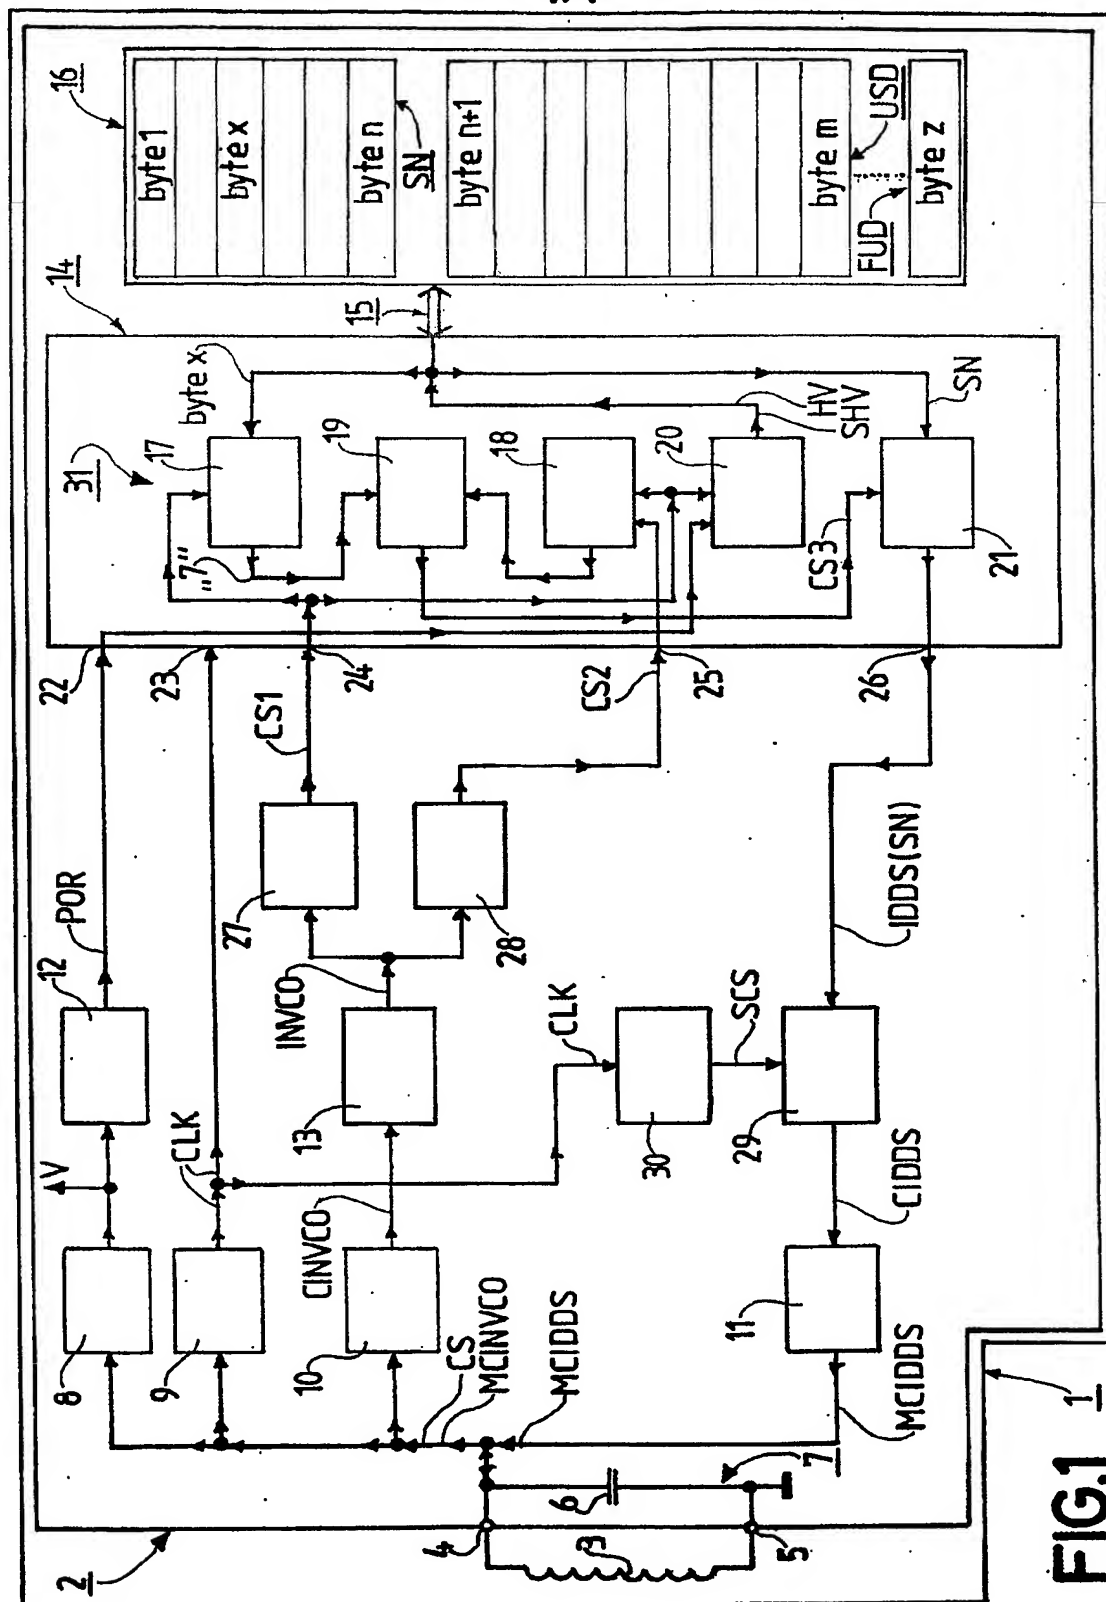 FIG.1
1
2
3
4
5
6
7
8
9
10
11
12
13
14
15
16
17
18
19
20
21
22
23
24
25
26
27
28
29
30
31
V
POR
CLK
CLK
CINVCO
INVCO
CS
MCINVCO
MCIDDS
MCIDDS
CIDDS
SCS
IDDS(SN)
CS1
CS2
CS3
„7“
byte x
HV
SHV
SN
byte 1
byte x
byte n
SN
byte n+1
byte m
USD
FUD
byte z